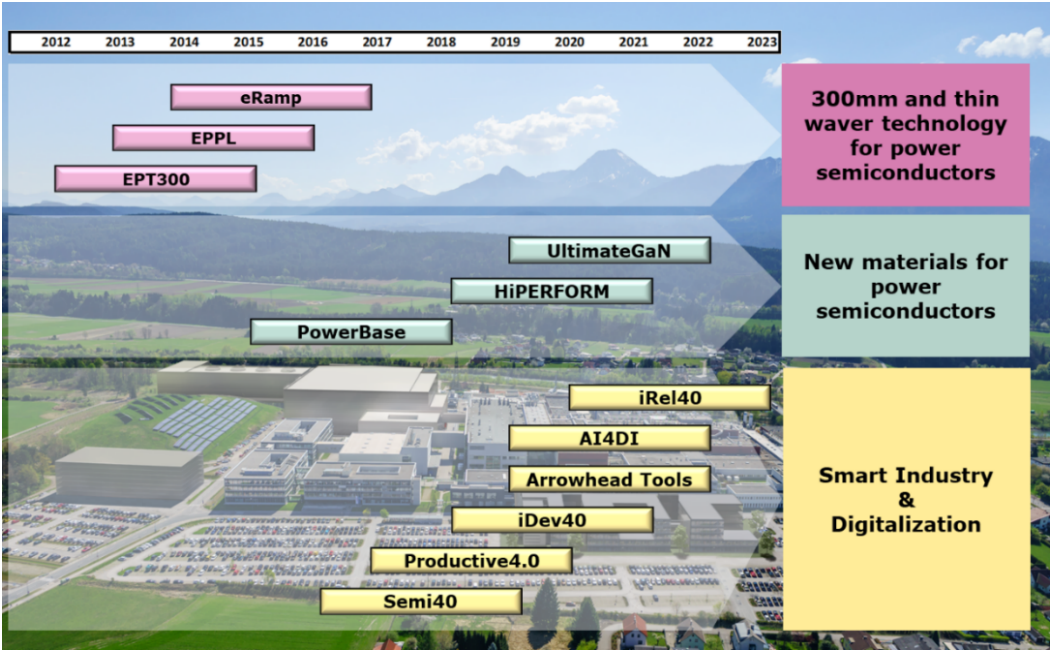 2012 2013 2014 2015 2016 2017 2018 2019 2020 2021 2022 2023
eRamp
EPPL
EPT300
300mm and thin
waver technology
for power
semiconductors
UltimateGaN
HiPERFORM
PowerBase
New materials for
power
semiconductors
iRel40
AI4DI
Arrowhead Tools
iDev40
Productive4.0
Semi40
Smart Industry
&
Digitalization